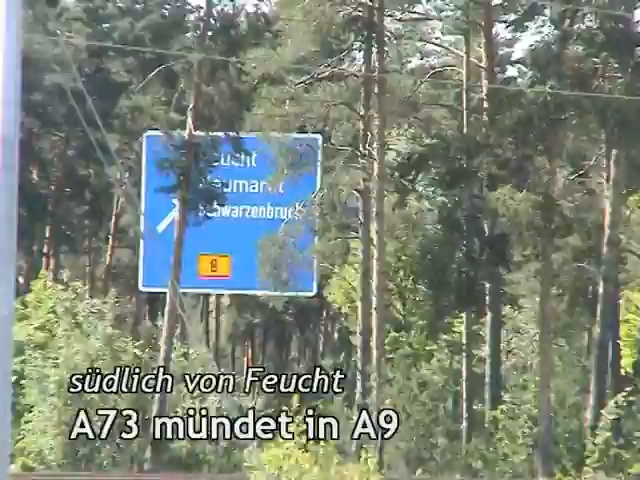 Feucht
Neumarkt
Schwarzenbruck
8
südlich von Feucht
A73 mündet in A9